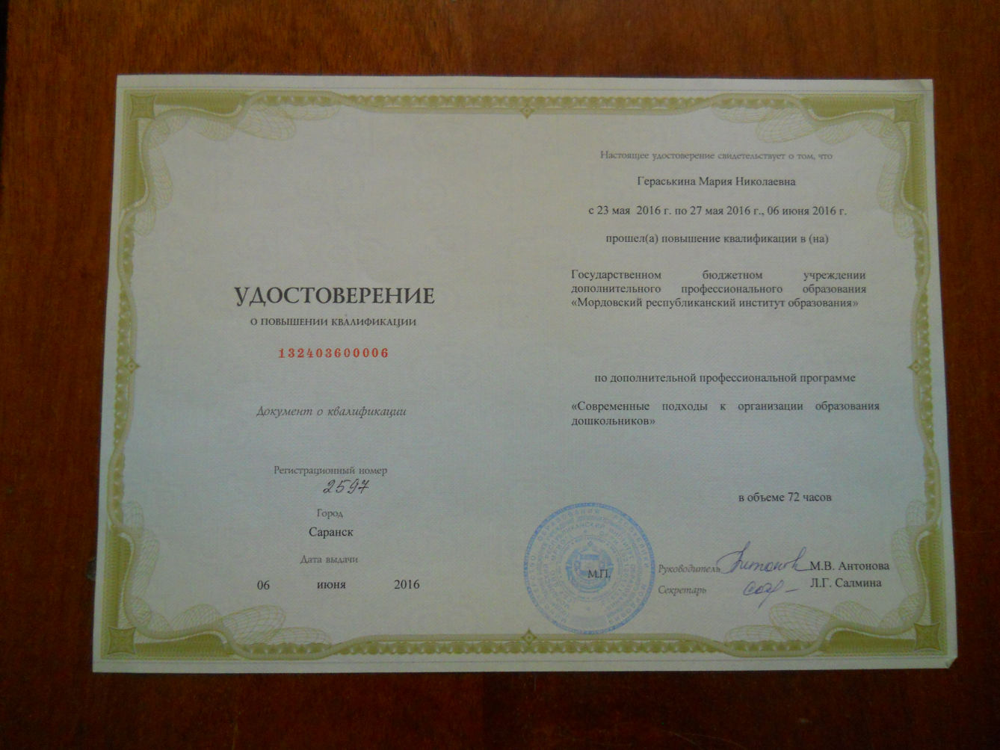 УДОСТОВЕРЕНИЕ
О ПОВЫШЕНИИ КВАЛИФИКАЦИИ
132403600006
Документ о квалификации
Регистрационный номер
2597
Город
Саранск
Дата выдачи
06 июня 2016
Настоящее удостоверение свидетельствует о том, что
Гераськина Мария Николаевна
с 23 мая 2016 г. по 27 мая 2016 г., 06 июня 2016 г.
прошел(а) повышение квалификации в (на)
Государственном бюджетном учреждении
дополнительного профессионального образования
«Мордовский республиканский институт образования»
по дополнительной профессиональной программе
«Современные подходы к организации образования
дошкольников»
в объеме 72 часов
М.П.
Руководитель М.В. Антонова
Секретарь Л.Г. Салмина